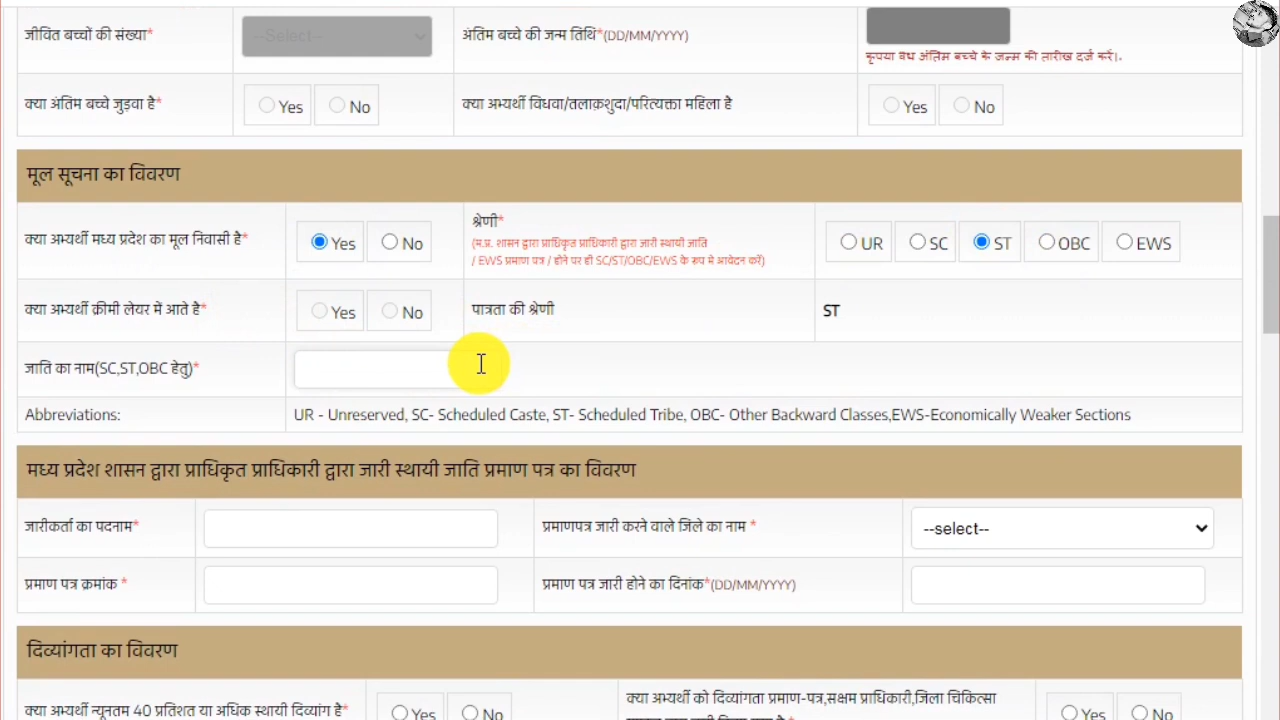 जीवित बच्चों की संख्या* --Select-- अंतिम बच्चे की जन्म तिथि*(DD/MM/YYYY)
कृपया वैध अंतिम बच्चे के जन्म की तारीख दर्ज करें।.
क्या अंतिम बच्चे जुड़वा है* Yes No क्या अभ्यर्थी विधवा/तलाक़शुदा/परित्यक्ता महिला है Yes No
मूल सूचना का विवरण
क्या अभ्यर्थी मध्य प्रदेश का मूल निवासी है* Yes No
श्रेणी*
(म.प्र. शासन द्वारा प्राधिकृत प्राधिकारी द्वारा जारी स्थायी जाति
/ EWS प्रमाण पत्र / होने पर ही SC/ST/OBC/EWS के रूप मे आवेदन करें)
UR SC ST OBC EWS
क्या अभ्यर्थी क्रीमी लेयर में आते है* Yes No पात्रता की श्रेणी ST
जाति का नाम(SC,ST,OBC हेतु)*
Abbreviations: UR - Unreserved, SC- Scheduled Caste, ST- Scheduled Tribe, OBC- Other Backward Classes,EWS-Economically Weaker Sections
मध्य प्रदेश शासन द्वारा प्राधिकृत प्राधिकारी द्वारा जारी स्थायी जाति प्रमाण पत्र का विवरण
जारीकर्ता का पदनाम* प्रमाणपत्र जारी करने वाले जिले का नाम * --select--
प्रमाण पत्र क्रमांक * प्रमाण पत्र जारी होने का दिनांक*(DD/MM/YYYY)
दिव्यांगता का विवरण
क्या अभ्यर्थी न्यूनतम 40 प्रतिशत या अधिक स्थायी दिव्यांग है* Yes No क्या अभ्यर्थी को दिव्यांगता प्रमाण-पत्र,सक्षम प्राधिकारी,जिला चिकित्सा Yes No